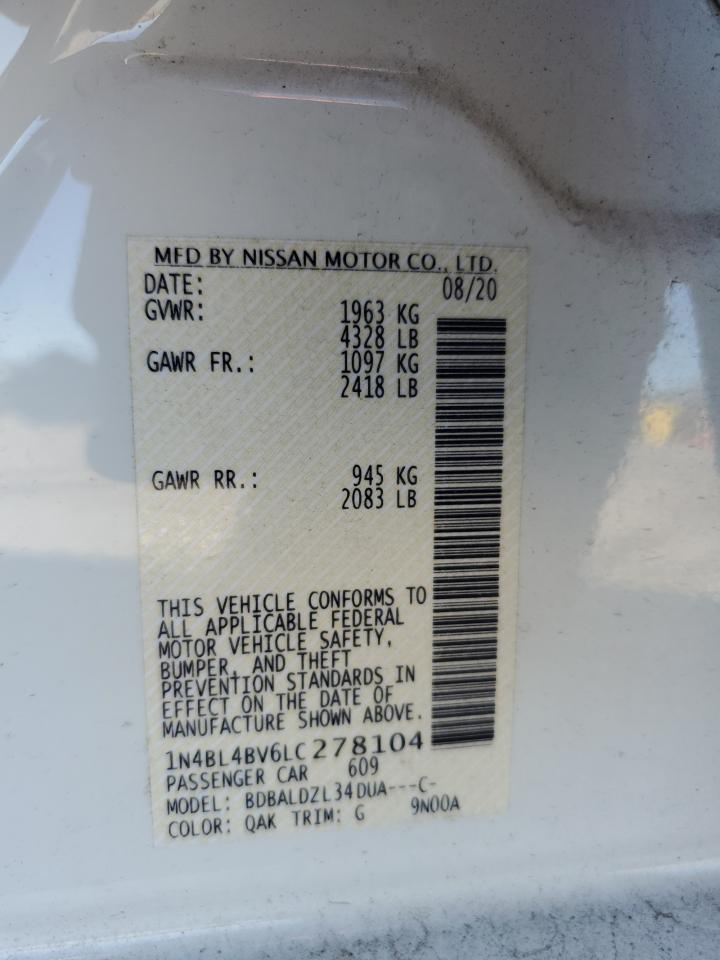 MFD BY NISSAN MOTOR CO., LTD.
DATE: 08/20
GVWR: 1963 KG
4328 LB
GAWR FR.: 1097 KG
2418 LB
GAWR RR.: 945 KG
2083 LB
THIS VEHICLE CONFORMS TO
ALL APPLICABLE FEDERAL
MOTOR VEHICLE SAFETY,
BUMPER, AND THEFT
PREVENTION STANDARDS IN
EFFECT ON THE DATE OF
MANUFACTURE SHOWN ABOVE.
1N4BL4BV6LC278104
PASSENGER CAR 609
MODEL: BDBALDZL34DUA---C-
COLOR: QAK TRIM: G 9N00A